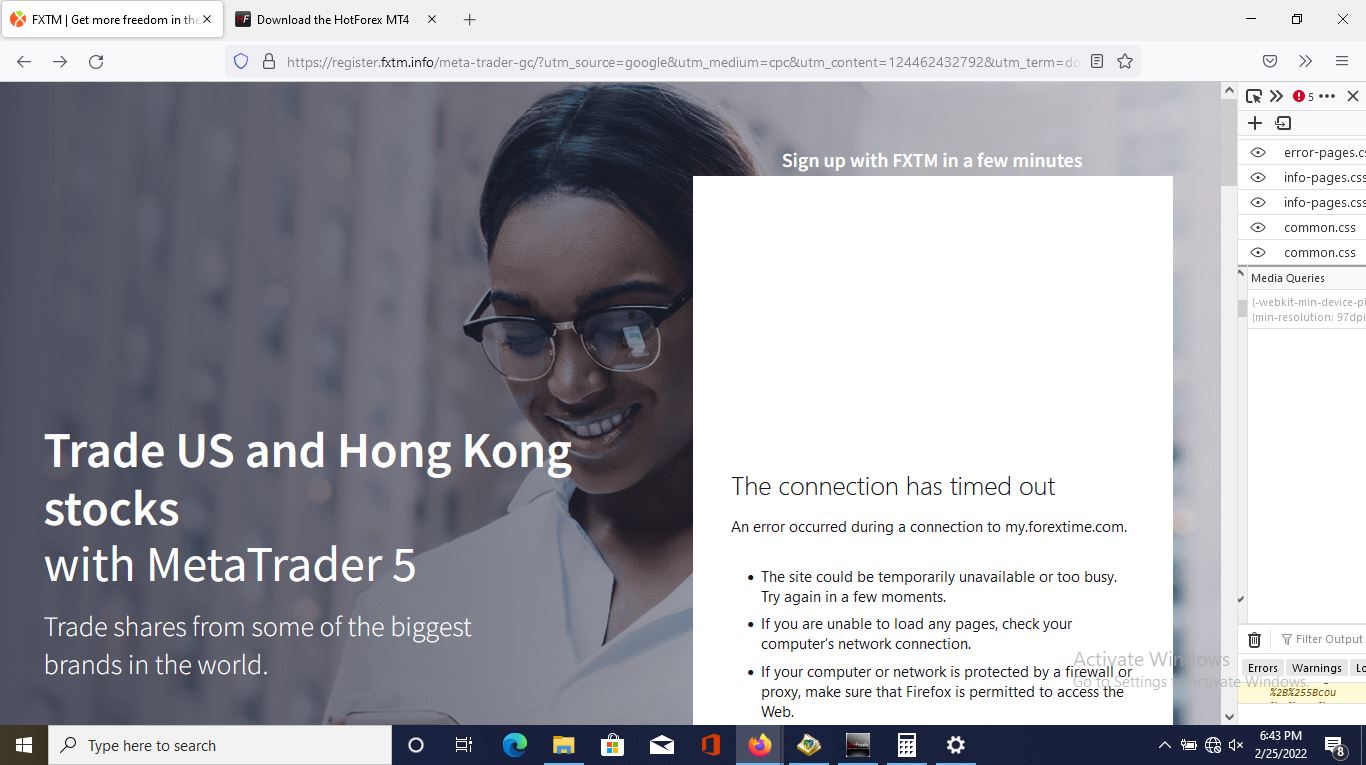 FXTM | Get more freedom in the
Download the HotForex MT4
https://register.fxtm.info/meta-trader-gc/?utm_source=google&utm_medium=cpc&utm_content=124462432792&utm_term=do
5
Sign up with FXTM in a few minutes
error-pages.cs
info-pages.css
info-pages.css
common.css
common.css
Media Queries
(-webkit-min-device-pi
(min-resolution: 97dpi
Trade US and Hong Kong
stocks
with MetaTrader 5
Trade shares from some of the biggest
brands in the world.
The connection has timed out
An error occurred during a connection to my.forextime.com.
• The site could be temporarily unavailable or too busy.
Try again in a few moments.
• If you are unable to load any pages, check your
computer’s network connection.
• If your computer or network is protected by a firewall or
proxy, make sure that Firefox is permitted to access the
Web.
Activate Windows
Go to Settings to activate Windows.
Filter Output
Errors Warnings Lo
%2B%255Bcou
Type here to search
6:43 PM
2/25/2022
8